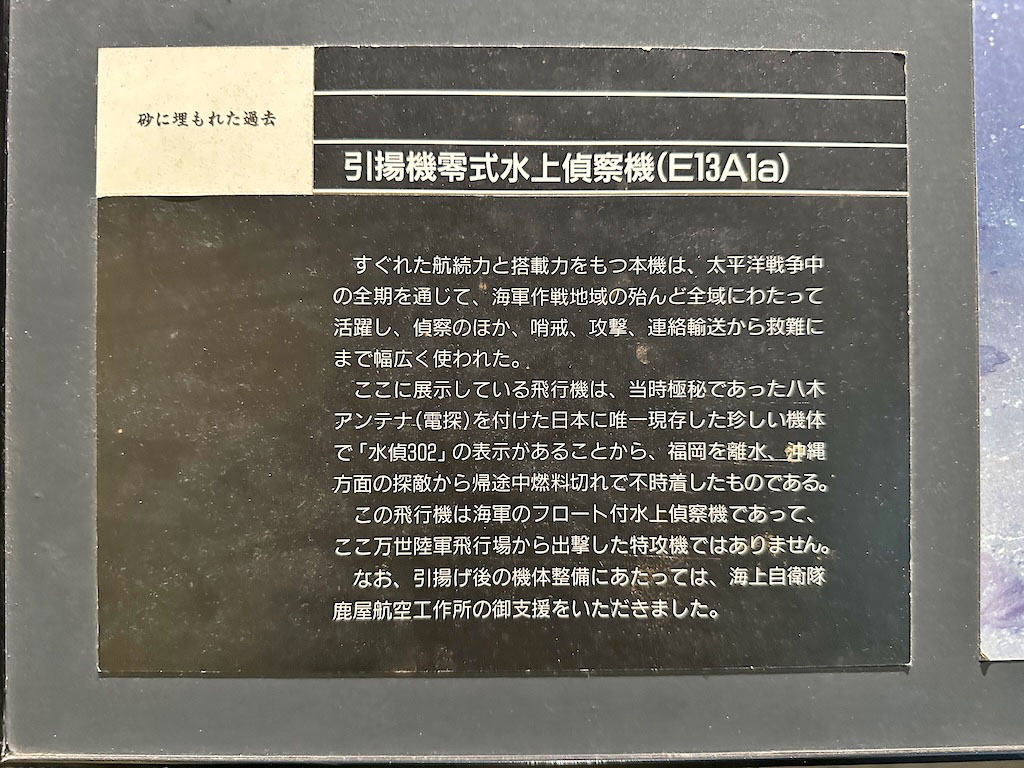 砂に埋もれた過去
引揚機零式水上偵察機(E13A1a)
すぐれた航続力と搭載力をもつ本機は、太平洋戦争中
の全期を通じて、海軍作戦地域の殆んど全域にわたって
活躍し、偵察のほか、哨戒、攻撃、連絡輸送から救難に
まで幅広く使われた。
ここに展示している飛行機は、当時極秘であった八木
アンテナ(電探)を付けた日本に唯一現存した珍しい機体
で「水偵302」の表示があることから、福岡を離水、沖縄
方面の探敵から帰途中燃料切れで不時着したものである。
この飛行機は海軍のフロート付水上偵察機であって、
ここ万世陸軍飛行場から出撃した特攻機ではありません。
なお、引揚げ後の機体整備にあたっては、海上自衛隊
鹿屋航空工作所の御支援をいただきました。